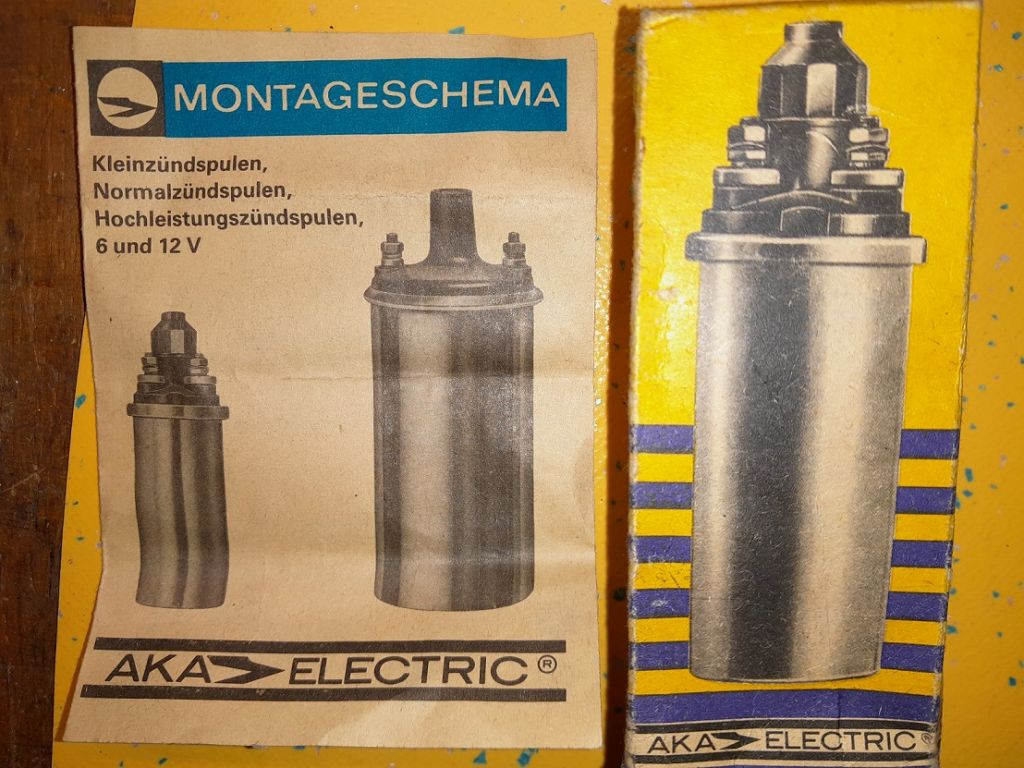 MONTAGESCHEMA
Kleinzündspulen,
Normalzündspulen,
Hochleistungszündspulen,
6 und 12 V
AKA ELECTRIC ®
AKA ELECTRIC ®